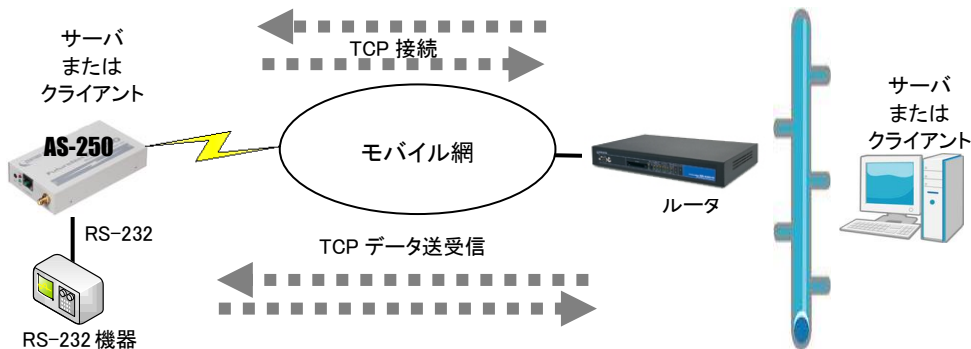 サーバ
または
クライアント
AS-250
TCP 接続
モバイル網
ルータ
サーバ
または
クライアント
RS-232
TCP データ送受信
RS-232 機器